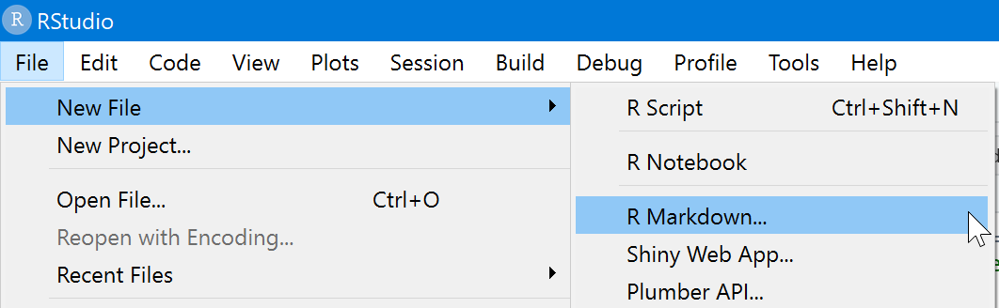 R RStudio
File Edit Code View Plots Session Build Debug Profile Tools Help
New File
New Project...
Open File... Ctrl+O
Reopen with Encoding...
Recent Files
R Script Ctrl+Shift+N
R Notebook
R Markdown...
Shiny Web App...
Plumber API...